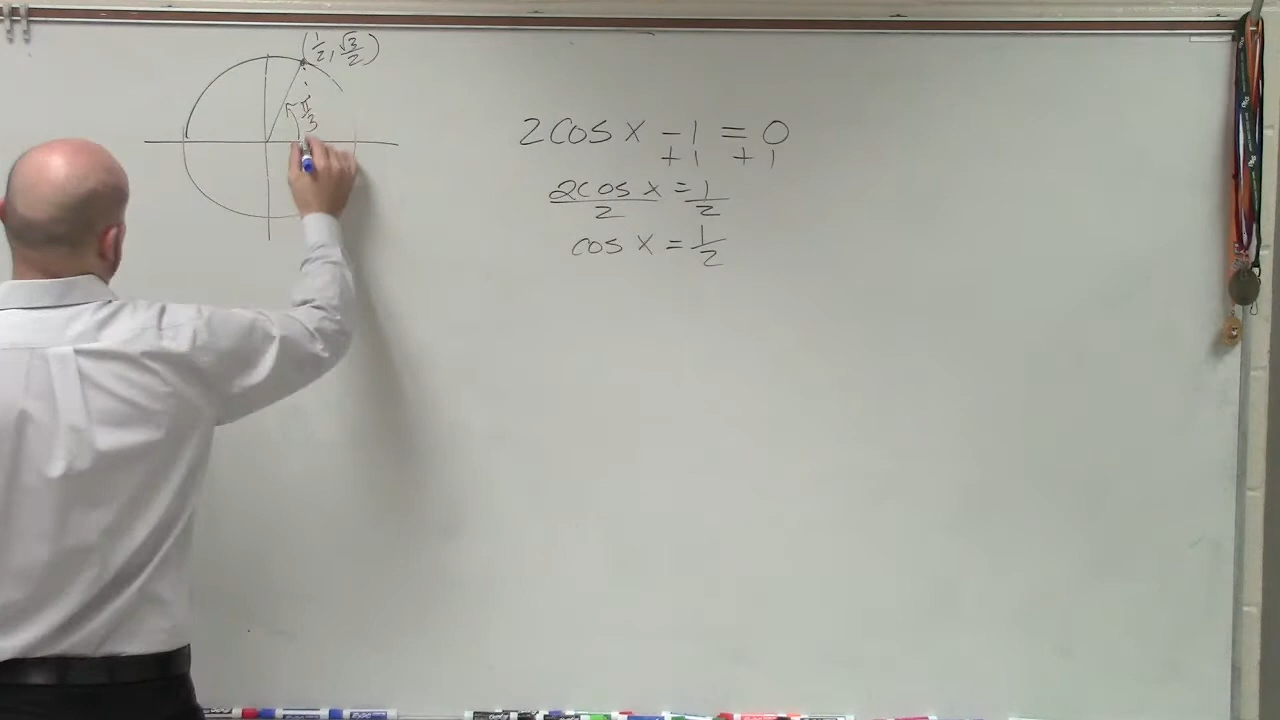 (1/2, √3/2)
π/3
2cos x - 1 = 0
+1 +1
2cos x = 1
2 2
cos x = 1/2